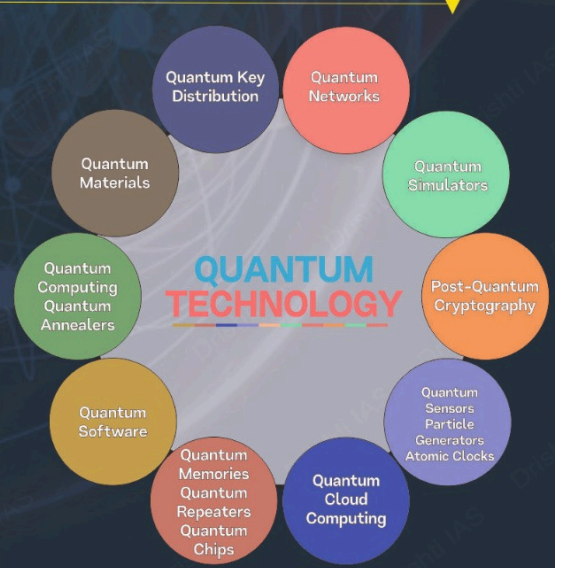 Quantum Key
Distribution
Quantum
Networks
Quantum
Materials
Quantum
Simulators
Quantum
Computing
Quantum
Annealers
QUANTUM
TECHNOLOGY
Post-Quantum
Cryptography
Quantum
Software
Quantum
Sensors
Particle
Generators
Atomic Clocks
Quantum
Memories
Quantum
Repeaters
Quantum
Chips
Quantum
Cloud
Computing